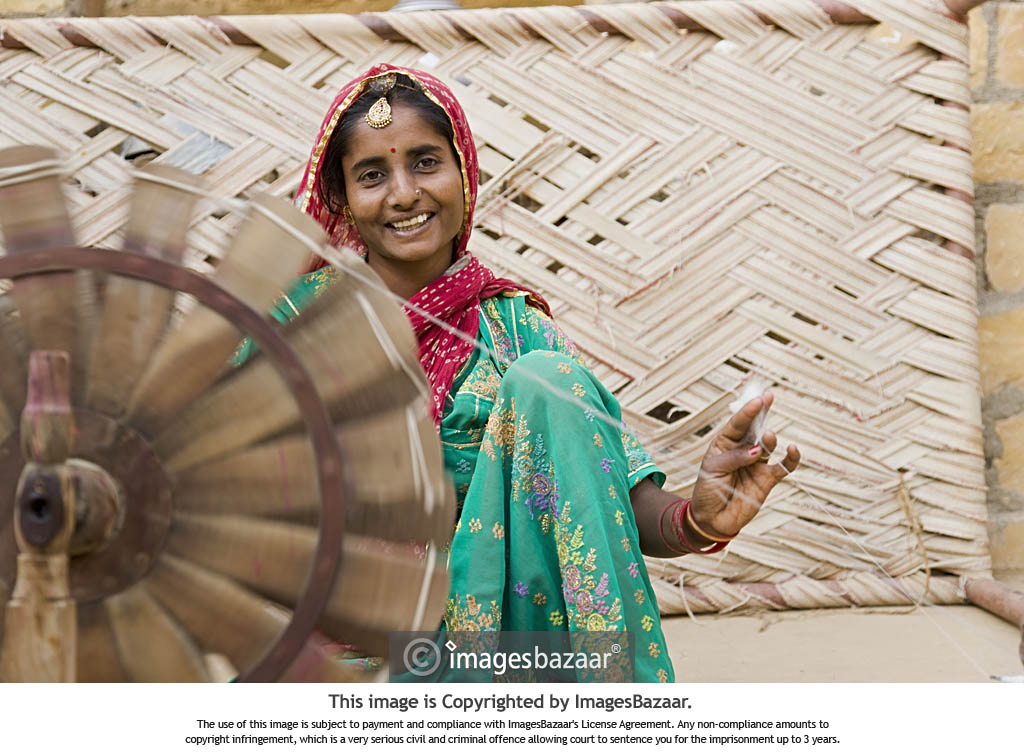 © imagesbazaar®
This image is Copyrighted by ImagesBazaar.
The use of this image is subject to payment and compliance with ImagesBazaar's License Agreement. Any non-compliance amounts to
copyright infringement, which is a very serious civil and criminal offence allowing court to sentence you for the imprisonment up to 3 years.